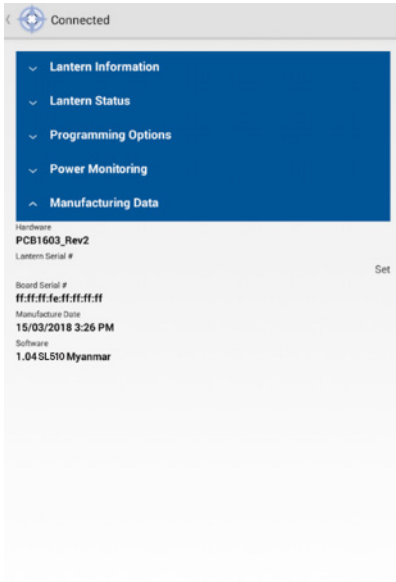 Connected
Lantern Information
Lantern Status
Programming Options
Power Monitoring
Manufacturing Data
Hardware
PCB1603_Rev2
Lantern Serial #
Set
Board Serial #
ff:ff:ff:fe:ff:ff:ff:ff
Manufacture Date
15/03/2018 3:26 PM
Software
1.04 SL510 Myanmar